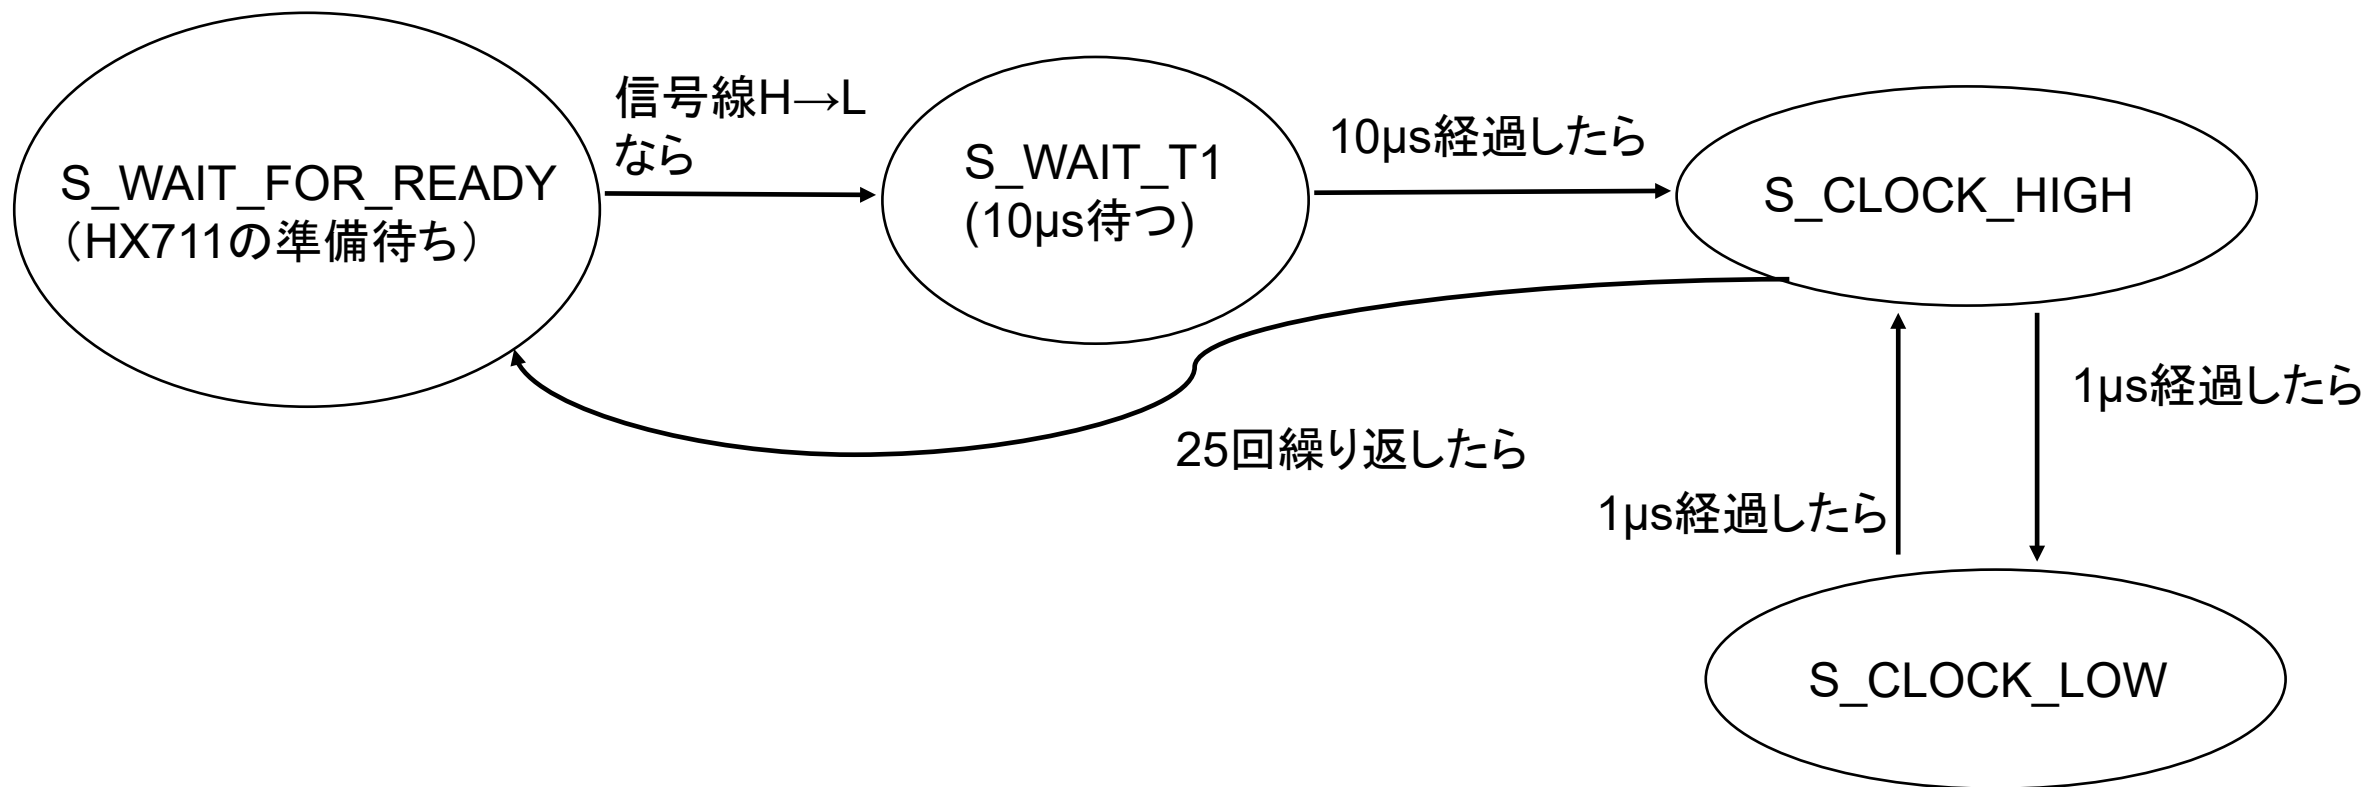 信号線H→L
なら
S_WAIT_FOR_READY
（HX711の準備待ち）
S_WAIT_T1
(10μs待つ)
10μs経過したら
S_CLOCK_HIGH
1μs経過したら
25回繰り返したら
1μs経過したら
S_CLOCK_LOW